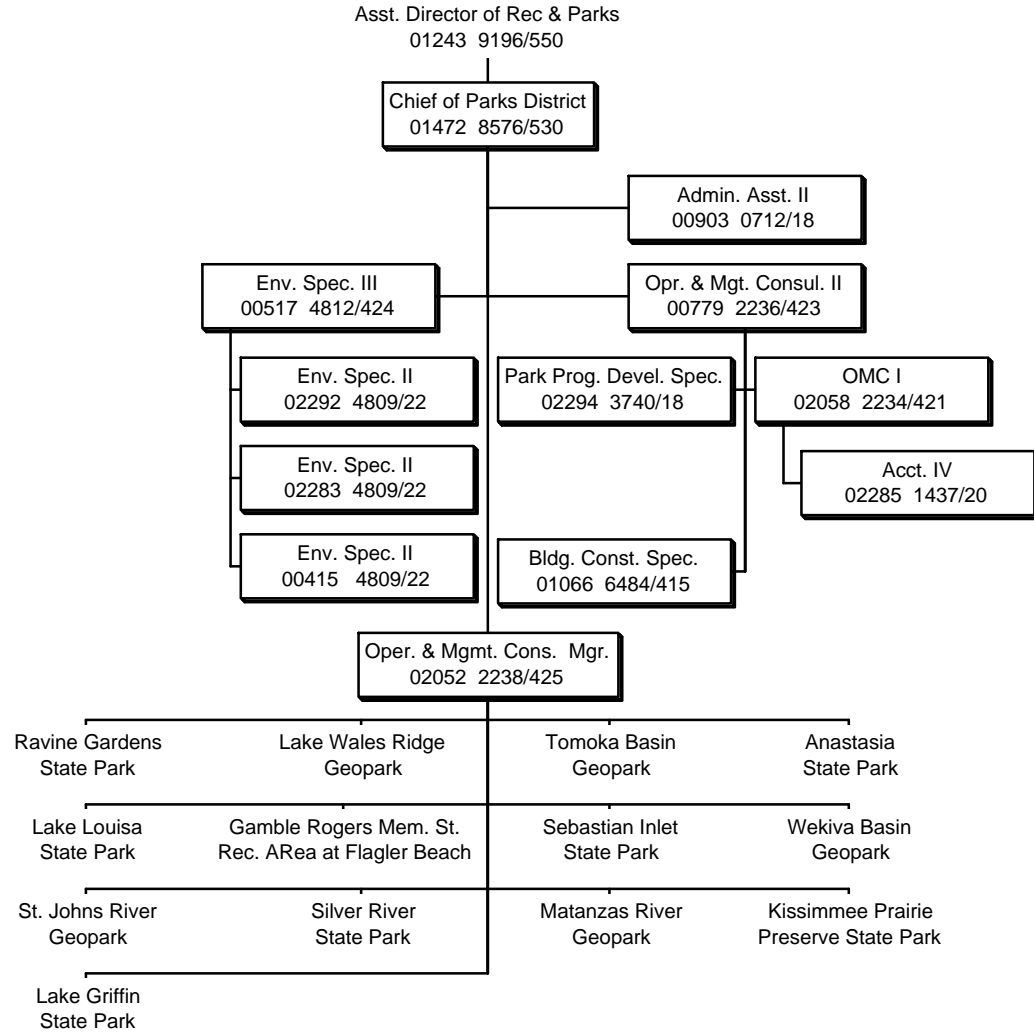 Asst. Director of Rec & Parks
01243 9196/550
Chief of Parks District
01472 8576/530
Admin. Asst. II
00903 0712/18
Env. Spec. III
00517 4812/424
Opr. & Mgt. Consul. II
00779 2236/423
Env. Spec. II
02292 4809/22
Park Prog. Devel. Spec.
02294 3740/18
OMC I
02058 2234/421
Env. Spec. II
02283 4809/22
Acct. IV
02285 1437/20
Env. Spec. II
00415 4809/22
Bldg. Const. Spec.
01066 6484/415
Oper. & Mgmt. Cons. Mgr.
02052 2238/425
Ravine Gardens
State Park
Lake Wales Ridge
Geopark
Tomoka Basin
Geopark
Anastasia
State Park
Lake Louisa
State Park
Gamble Rogers Mem. St.
Rec. ARea at Flagler Beach
Sebastian Inlet
State Park
Wekiva Basin
Geopark
St. Johns River
Geopark
Silver River
State Park
Matanzas River
Geopark
Kissimmee Prairie
Preserve State Park
Lake Griffin
State Park